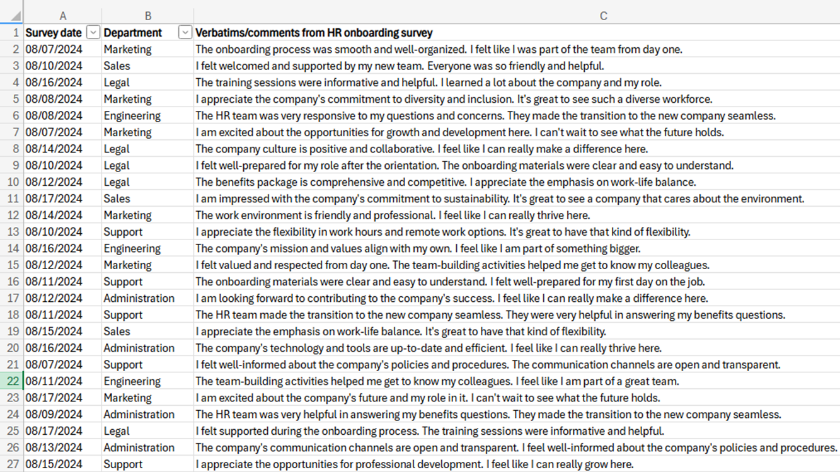 A B C
1 Survey date Department Verbatims/comments from HR onboarding survey
2 08/07/2024 Marketing The onboarding process was smooth and well-organized. I felt like I was part of the team from day one.
3 08/10/2024 Sales I felt welcomed and supported by my new team. Everyone was so friendly and helpful.
4 08/16/2024 Legal The training sessions were informative and helpful. I learned a lot about the company and my role.
5 08/08/2024 Marketing I appreciate the company's commitment to diversity and inclusion. It's great to see such a diverse workforce.
6 08/08/2024 Engineering The HR team was very responsive to my questions and concerns. They made the transition to the new company seamless.
7 08/07/2024 Marketing I am excited about the opportunities for growth and development here. I can't wait to see what the future holds.
8 08/14/2024 Legal The company culture is positive and collaborative. I feel like I can really make a difference here.
9 08/10/2024 Legal I felt well-prepared for my role after the orientation. The onboarding materials were clear and easy to understand.
10 08/12/2024 Legal The benefits package is comprehensive and competitive. I appreciate the emphasis on work-life balance.
11 08/17/2024 Sales I am impressed with the company's commitment to sustainability. It's great to see a company that cares about the environment.
12 08/14/2024 Marketing The work environment is friendly and professional. I feel like I can really thrive here.
13 08/10/2024 Support I appreciate the flexibility in work hours and remote work options. It's great to have that kind of flexibility.
14 08/16/2024 Engineering The company's mission and values align with my own. I feel like I am part of something bigger.
15 08/12/2024 Marketing I felt valued and respected from day one. The team-building activities helped me get to know my colleagues.
16 08/11/2024 Support The onboarding materials were clear and easy to understand. I felt well-prepared for my first day on the job.
17 08/12/2024 Administration I am looking forward to contributing to the company's success. I feel like I can really make a difference here.
18 08/11/2024 Support The HR team made the transition to the new company seamless. They were very helpful in answering my benefits questions.
19 08/15/2024 Sales I appreciate the emphasis on work-life balance. It's great to have that kind of flexibility.
20 08/16/2024 Administration The company's technology and tools are up-to-date and efficient. I feel like I can really thrive here.
21 08/07/2024 Support I felt well-informed about the company's policies and procedures. The communication channels are open and transparent.
22 08/11/2024 Engineering The team-building activities helped me get to know my colleagues. I feel like I am part of a great team.
23 08/17/2024 Marketing I am excited about the company's future and my role in it. I can't wait to see what the future holds.
24 08/09/2024 Administration The HR team was very helpful in answering my benefits questions. They made the transition to the new company seamless.
25 08/17/2024 Legal I felt supported during the onboarding process. The training sessions were informative and helpful.
26 08/13/2024 Administration The company's communication channels are open and transparent. I feel well-informed about the company's policies and procedures.
27 08/15/2024 Support I appreciate the opportunities for professional development. I feel like I can really grow here.